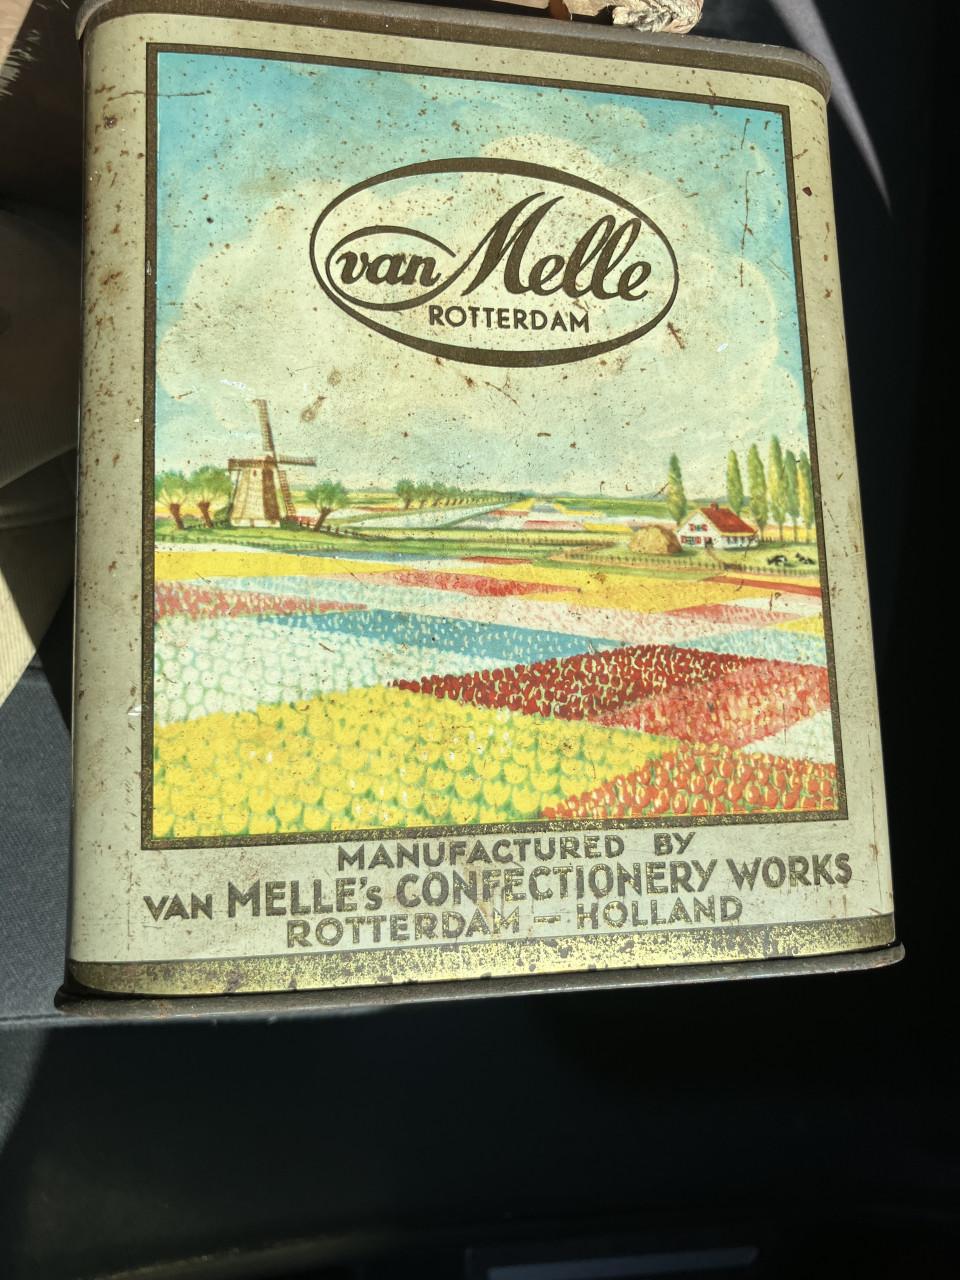 van Melle
ROTTERDAM
MANUFACTURED BY
VAN MELLE's CONFECTIONERY WORKS
ROTTERDAM - HOLLAND